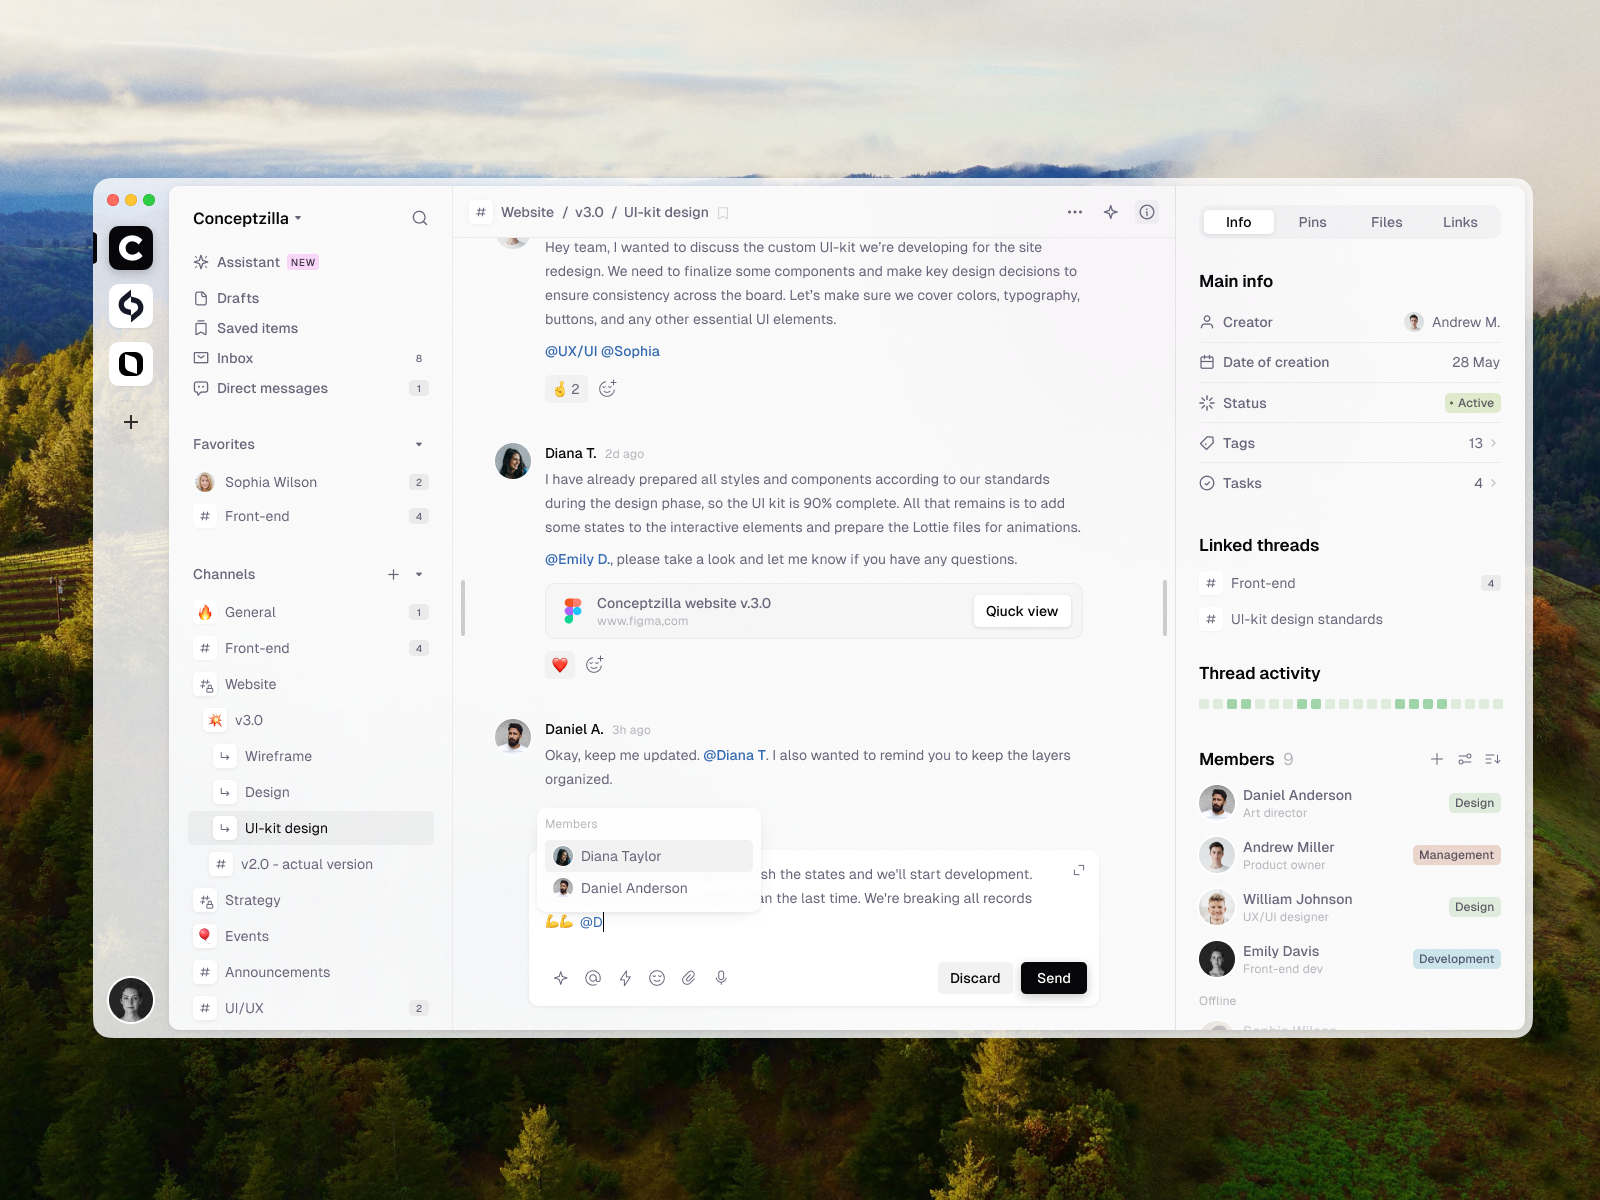 Conceptzilla
Assistant NEW
Drafts
Saved items
Inbox 8
Direct messages 1
Favorites
Sophia Wilson 2
# Front-end 4
Channels
General 1
# Front-end 4
Website
v3.0
Wireframe
Design
UI-kit design
# v2.0 - actual version
Strategy
Events
# Announcements
# UI/UX 2
# Website / v3.0 / UI-kit design
Hey team, I wanted to discuss the custom UI-kit we're developing for the site
redesign. We need to finalize some components and make key design decisions to
ensure consistency across the board. Let's make sure we cover colors, typography,
buttons, and any other essential UI elements.
@UX/UI @Sophia
🤞 2
Diana T. 2d ago
I have already prepared all styles and components according to our standards
during the design phase, so the UI kit is 90% complete. All that remains is to add
some states to the interactive elements and prepare the Lottie files for animations.
@Emily D., please take a look and let me know if you have any questions.
Conceptzilla website v.3.0
www.figma,com
Qiuck view
Daniel A. 3h ago
Okay, keep me updated. @Diana T. I also wanted to remind you to keep the layers
organized.
Members
Diana Taylor
Daniel Anderson
sh the states and we'll start development.
an the last time. We're breaking all records
💪💪 @D
Discard
Send
Info Pins Files Links
Main info
Creator Andrew M.
Date of creation 28 May
Status • Active
Tags 13
Tasks 4
Linked threads
# Front-end 4
# UI-kit design standards
Thread activity
Members 9
Daniel Anderson
Art director
Design
Andrew Miller
Product owner
Management
William Johnson
UX/UI designer
Design
Emily Davis
Front-end dev
Development
Offline
Sophia Wilson